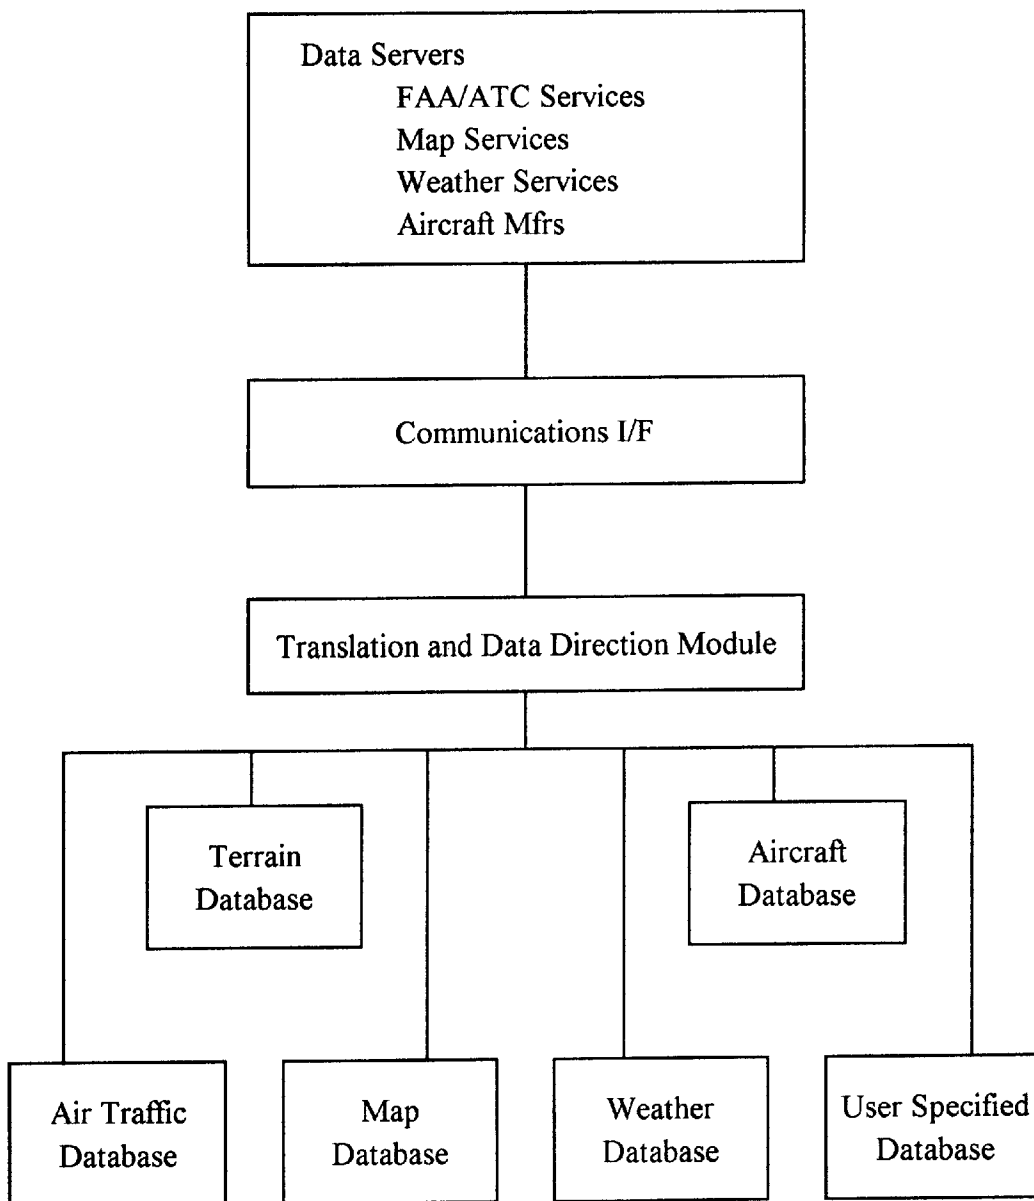 Data Servers
FAA/ATC Services
Map Services
Weather Services
Aircraft Mfrs
Communications I/F
Translation and Data Direction Module
Terrain
Database
Aircraft
Database
Air Traffic
Database
Map
Database
Weather
Database
User Specified
Database